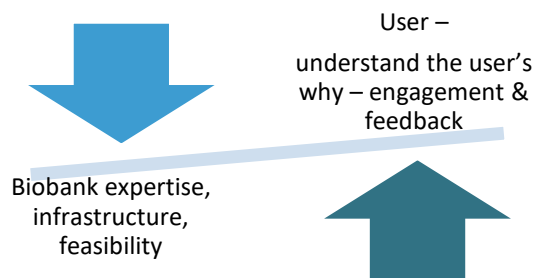 User –
understand the user's
why – engagement &
feedback
Biobank expertise,
infrastructure,
feasibility